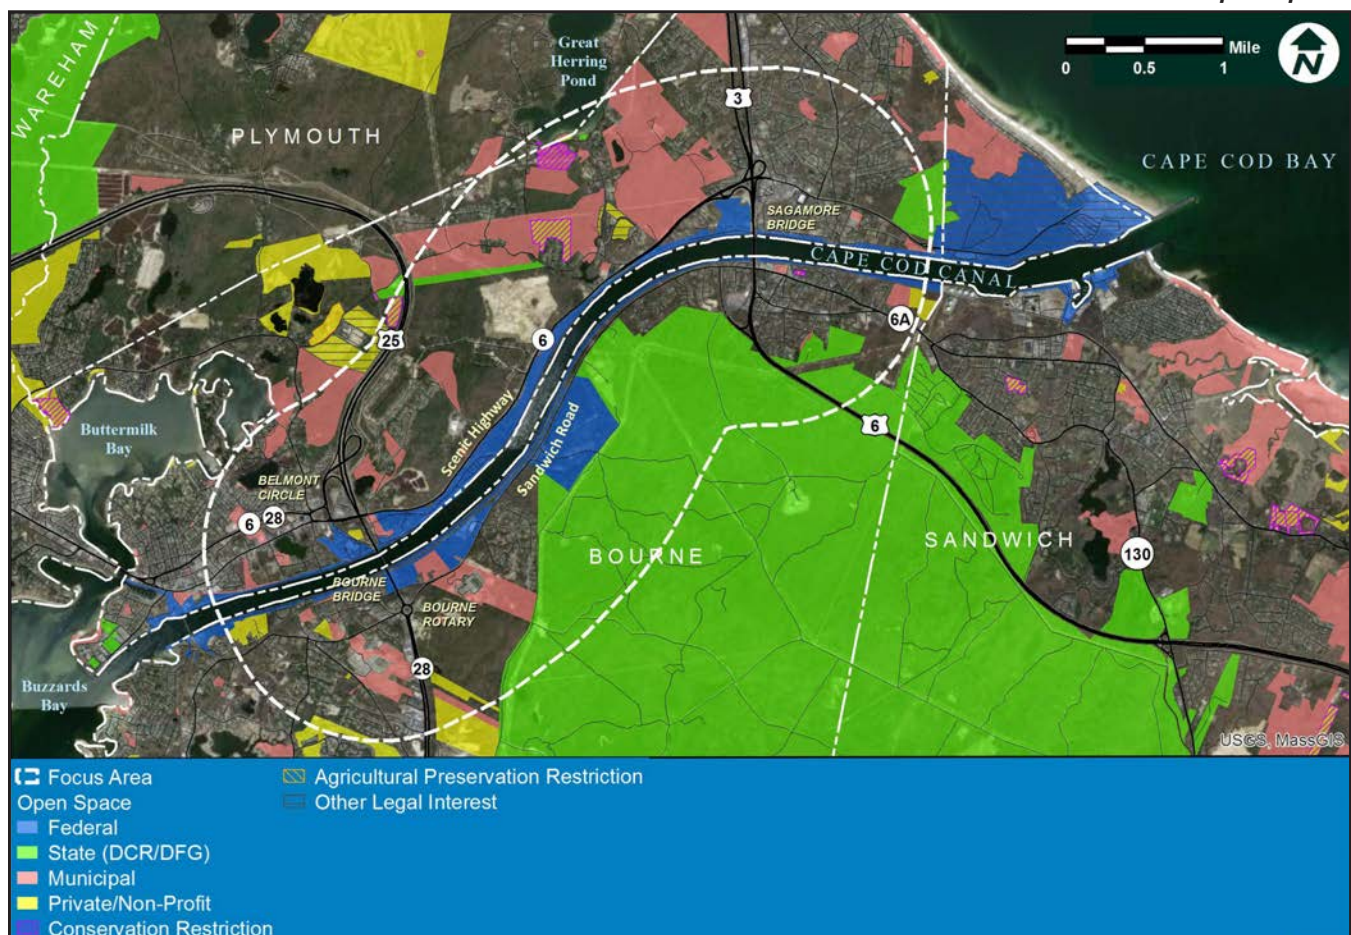 WAREHAM
PLYMOUTH
Great
Herring
Pond
3
Mile
0 0.5 1
N
CAPE COD BAY
SAGAMORE
BRIDGE
CAPE COD CANAL
6A
6
25
Buttermilk
Bay
Scenic Highway
Sandwich Road
6
BELMONT
CIRCLE
6 28
BOURNE
SANDWICH
130
BOURNE
BRIDGE
BOURNE
ROTARY
28
Buzzards
Bay
USGS, MassGIS
Focus Area
Open Space
Federal
State (DCR/DFG)
Municipal
Private/Non-Profit
Conservation Restriction
Agricultural Preservation Restriction
Other Legal Interest